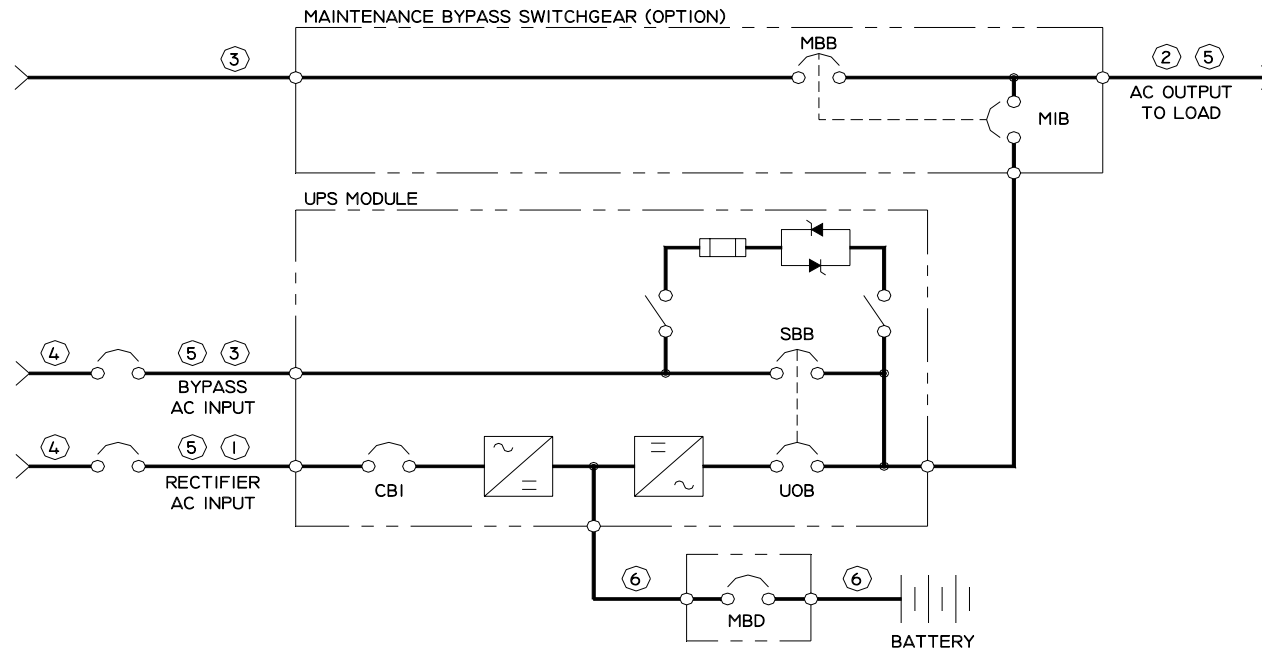 MAINTENANCE BYPASS SWITCHGEAR (OPTION)
3
MBB
2 5
AC OUTPUT
TO LOAD
MIB
UPS MODULE
SBB
4
5 3
BYPASS
AC INPUT
4
5 1
RECTIFIER
AC INPUT
CB1
UOB
6
6
MBD
BATTERY